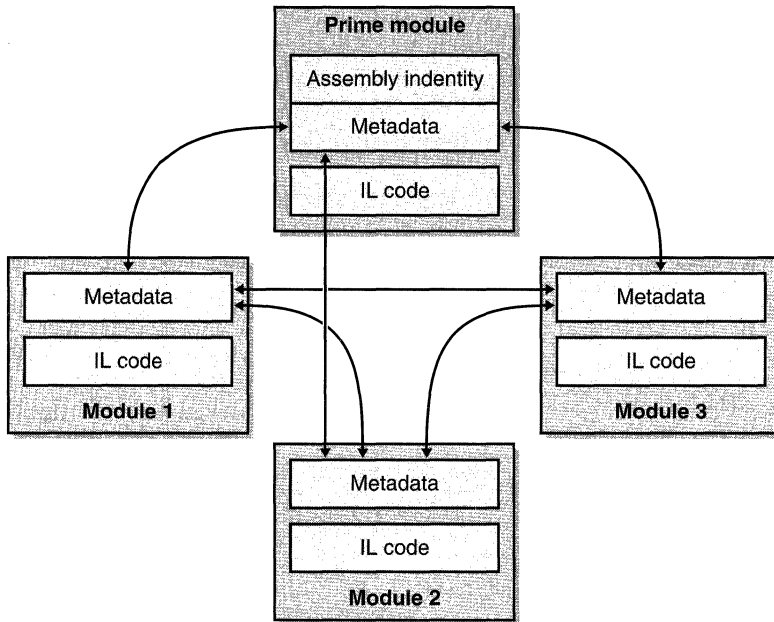 Prime module
Assembly indentity
Metadata
IL code
Metadata
IL code
Module 1
Metadata
IL code
Module 3
Metadata
IL code
Module 2